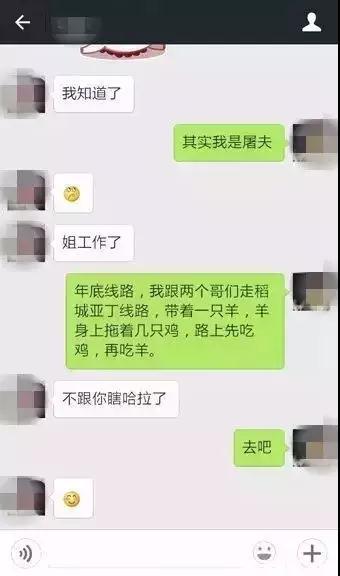 我知道了
其实我是屠夫
姐工作了
年底线路，我跟两个哥们走稻
城亚丁线路，带着一只羊，羊
身上拖着几只鸡，路上先吃
鸡，再吃羊。
不跟你瞎哈拉了
去吧